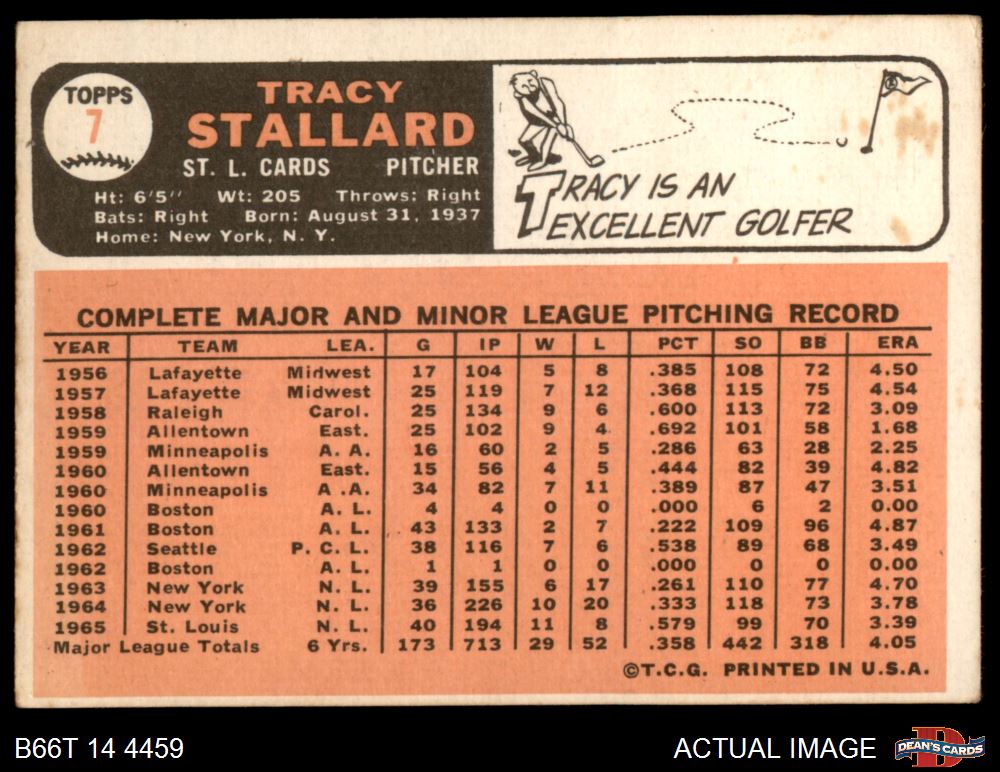 TOPPS
7
TRACY
STALLARD
ST. L. CARDS PITCHER
Ht: 6'5'' Wt: 205 Throws: Right
Bats: Right Born: August 31, 1937
Home: New York, N. Y.
TRACY IS AN
EXCELLENT GOLFER
COMPLETE MAJOR AND MINOR LEAGUE PITCHING RECORD
YEAR TEAM LEA. G IP W L PCT SO BB ERA
1956 Lafayette Midwest 17 104 5 8 .385 108 72 4.50
1957 Lafayette Midwest 25 119 7 12 .368 115 75 4.54
1958 Raleigh Carol. 25 134 9 6 .600 113 72 3.09
1959 Allentown East. 25 102 9 4 .692 101 58 1.68
1959 Minneapolis A. A. 16 60 2 5 .286 63 28 2.25
1960 Allentown East. 15 56 4 5 .444 82 39 4.82
1960 Minneapolis A .A. 34 82 7 11 .389 87 47 3.51
1960 Boston A. L. 4 4 0 0 .000 6 2 0.00
1961 Boston A. L. 43 133 2 7 .222 109 96 4.87
1962 Seattle P. C. L. 38 116 7 6 .538 89 68 3.49
1962 Boston A. L. 1 1 0 0 .000 0 0 0.00
1963 New York N. L. 39 155 6 17 .261 110 77 4.70
1964 New York N. L. 36 226 10 20 .333 118 73 3.78
1965 St. Louis N. L. 40 194 11 8 .579 99 70 3.39
Major League Totals 6 Yrs. 173 713 29 52 .358 442 318 4.05
©T.C.G. PRINTED IN U.S.A.
B66T 14 4459 ACTUAL IMAGE
D
DEAN'S CARDS